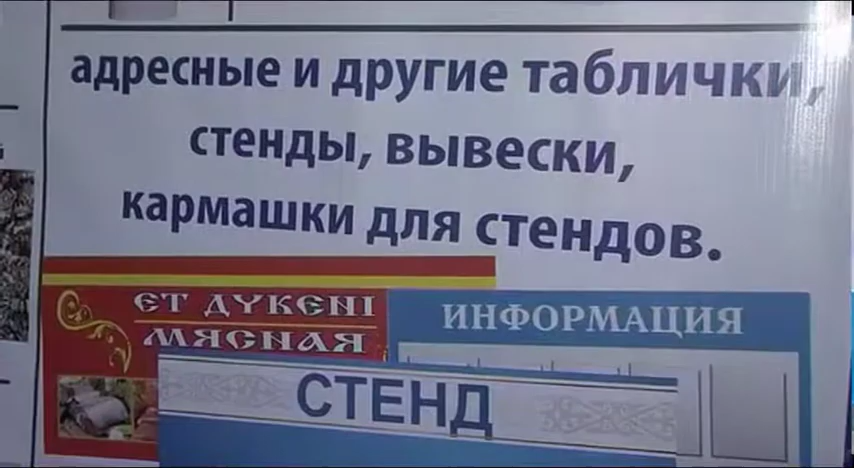 адресные и другие таблички,
стенды, вывески,
кармашки для стендов.
ЕТ ДҮКЕНІ
МЯСНАЯ
ИНФОРМАЦИЯ
СТЕНД